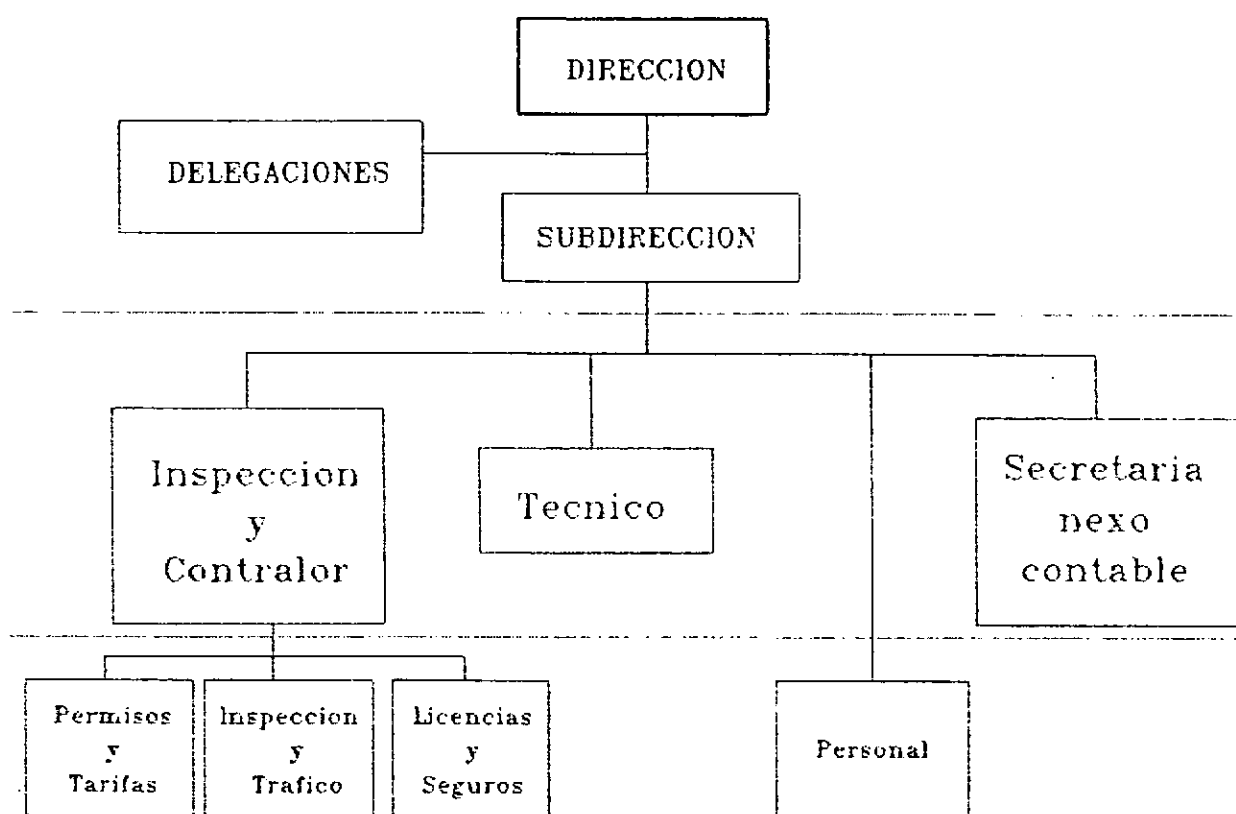 DIRECCION
DELEGACIONES
SUBDIRECCION
Inspeccion
y
Contralor
Tecnico
Secretaria
nexo
contable
Permisos
y
Tarifas
Inspeccion
y
Trafico
Licencias
y
Seguros
Personal